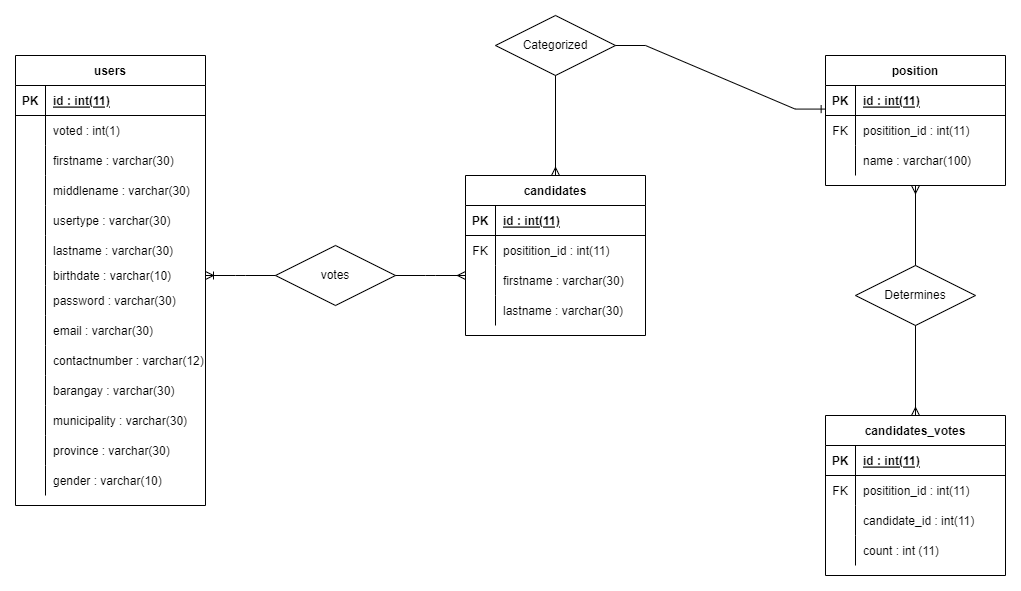 users
PK id : int(11)
voted : int(1)
firstname : varchar(30)
middlename : varchar(30)
usertype : varchar(30)
lastname : varchar(30)
birthdate : varchar(10)
password : varchar(30)
email : varchar(30)
contactnumber : varchar(12)
barangay : varchar(30)
municipality : varchar(30)
province : varchar(30)
gender : varchar(10)
votes
Categorized
candidates
PK id : int(11)
FK positition_id : int(11)
firstname : varchar(30)
lastname : varchar(30)
position
PK id : int(11)
FK positition_id : int(11)
name : varchar(100)
Determines
candidates_votes
PK id : int(11)
FK positition_id : int(11)
candidate_id : int(11)
count : int (11)